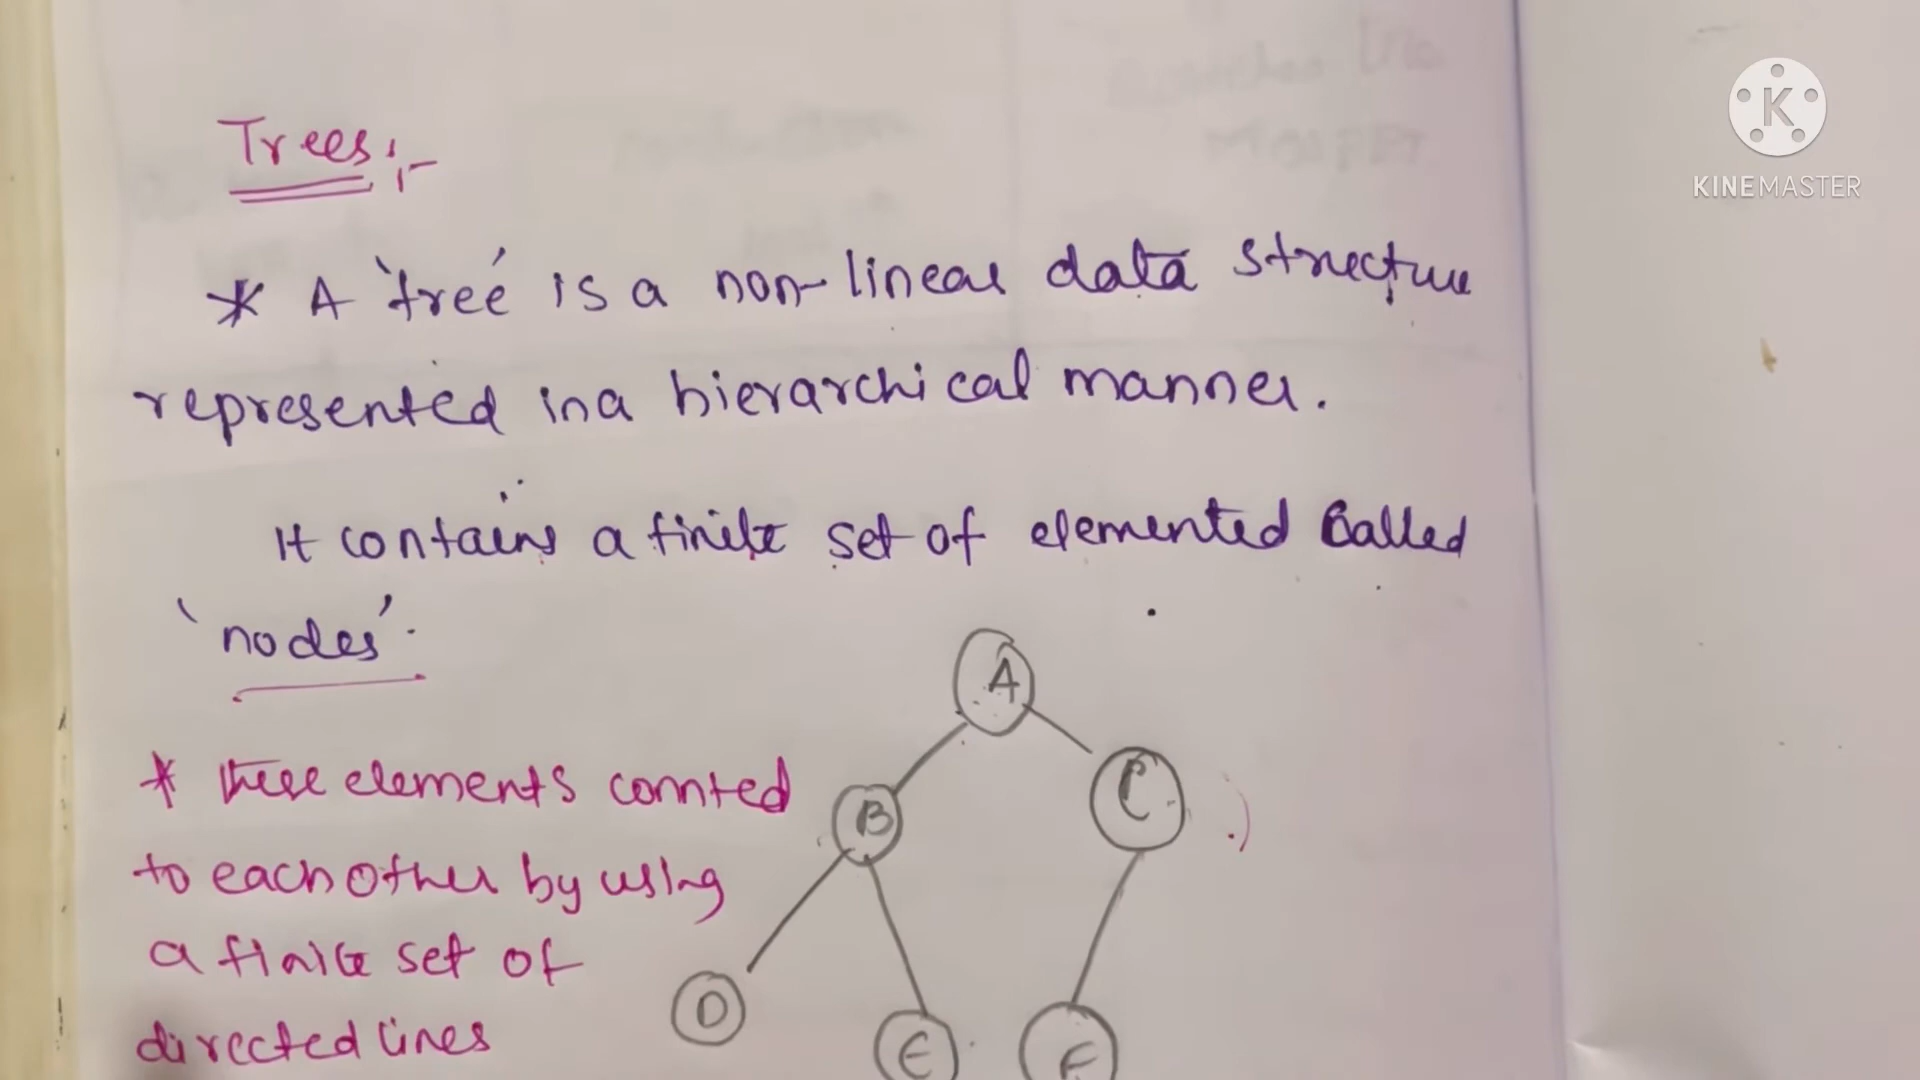 Trees:-
* A 'tree' is a non-linear data structure
represented in a hierarchical manner.
It contains a finite set of elemented called
'nodes'.
* these elements connted
to each other by using
a finite set of
directed lines
A
B
C
D
E
F
K
KINEMASTER